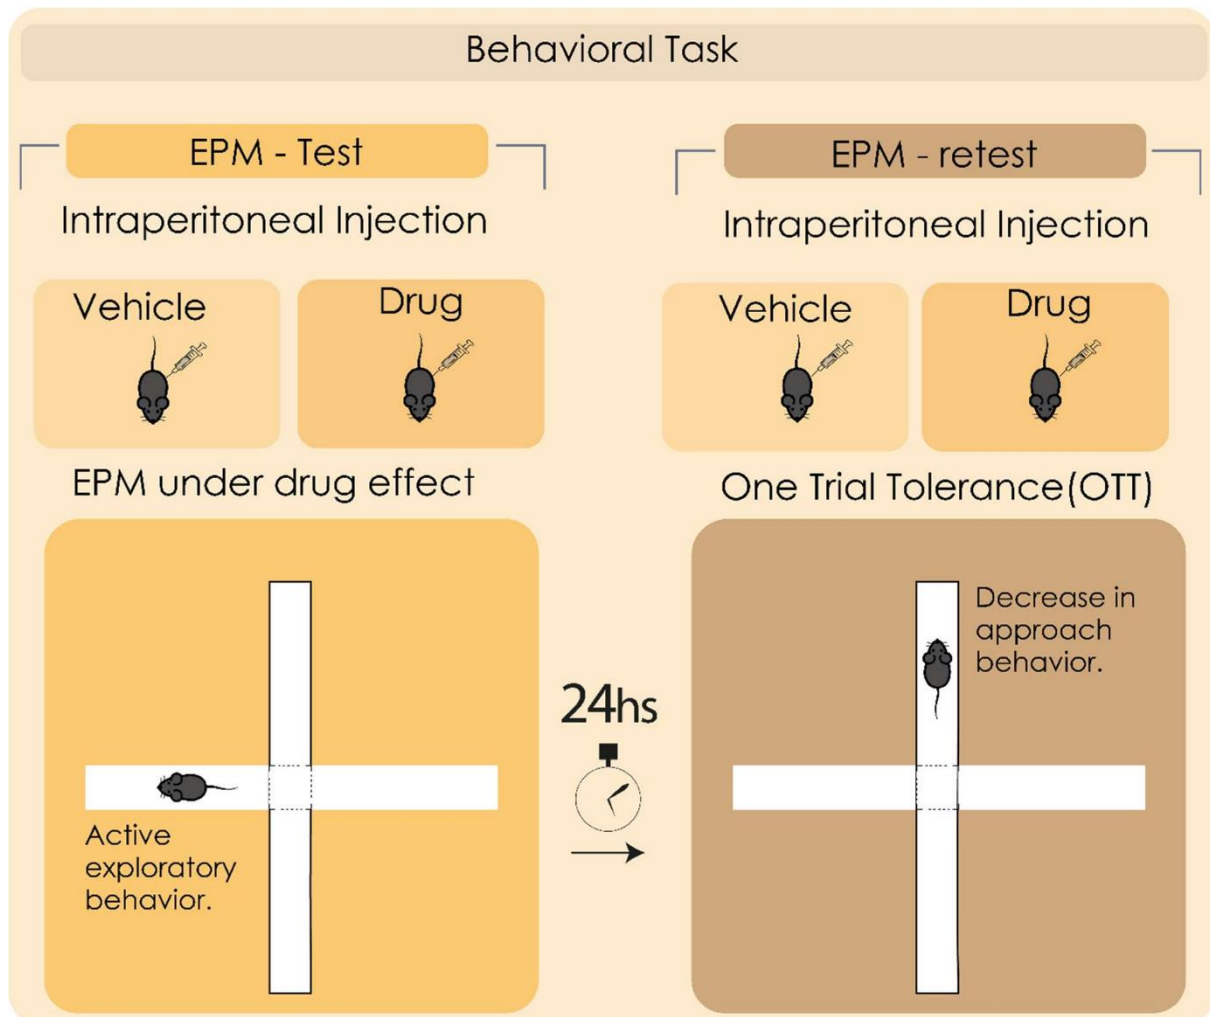 Behavioral Task
EPM - Test
Intraperitoneal Injection
Vehicle
Drug
EPM under drug effect
Active
exploratory
behavior.
24hs
EPM - retest
Intraperitoneal Injection
Vehicle
Drug
One Trial Tolerance(OTT)
Decrease in
approach
behavior.